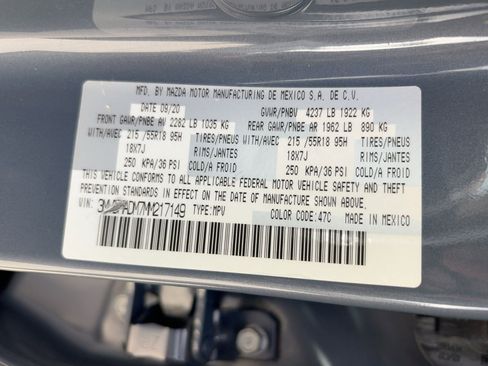 MFD. BY MAZDA MOTOR MANUFACTURING DE MEXICO S.A. DE C.V.
DATE 09/20 GVWR/PNBV 4237 LB 1922 KG
FRONT GAWR/PNBE AV 2282 LB 1035 KG REAR GAWR/PNBE AR 1962 LB 890 KG
WITH/AVEC 215 /55R18 95H TIRES/PNEUS WITH/AVEC 215 /55R18 95H TIRES/PNEUS
18X7J RIMS/JANTES 18X7J RIMS/JANTES
250 KPA/36 PSI COLD/A FROID 250 KPA/36 PSI COLD/A FROID
THIS VEHICLE CONFORMS TO ALL APPLICABLE FEDERAL MOTOR VEHICLE SAFETY AND THEFT
PREVENTION STANDARDS IN EFFECT ON THE DATE OF MANUFACTURE SHOWN ABOVE.
VIN: TYPE:MPV COLOR CODE:47C MADE IN MEXICO